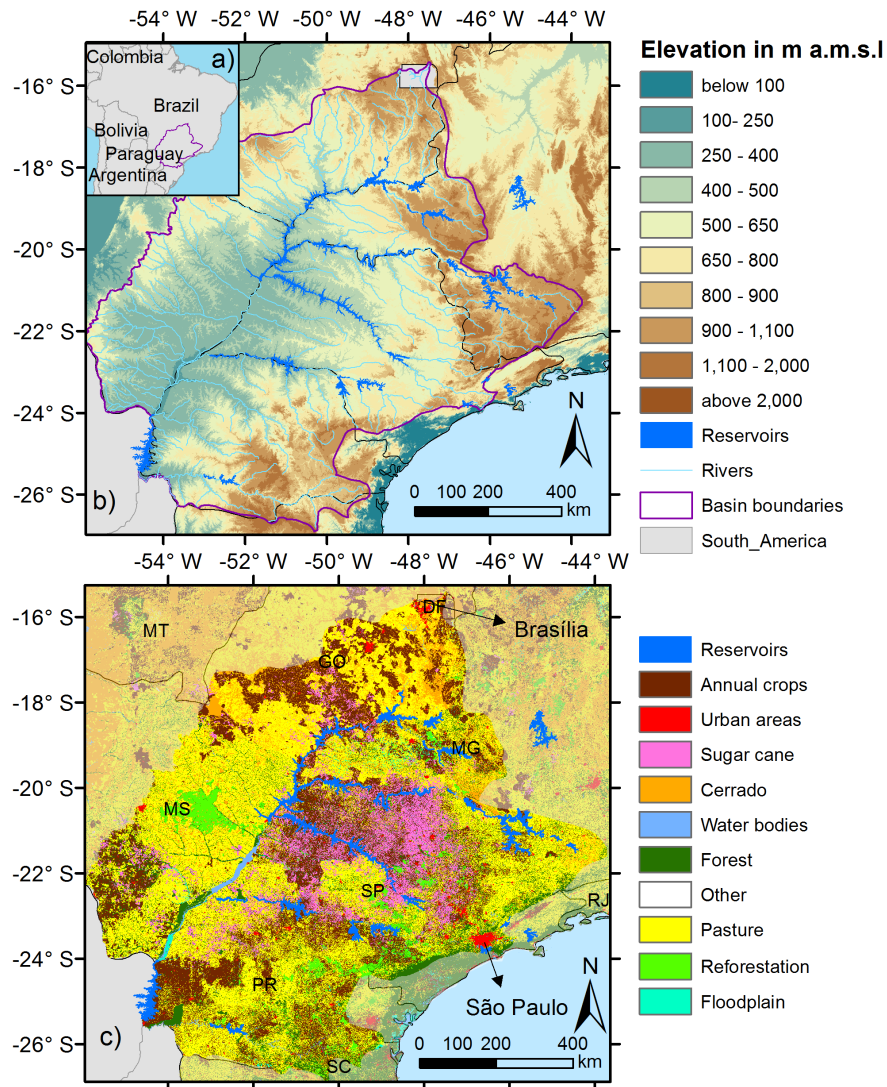 -54° W -52° W -50° W -48° W -46° W -44° W
Elevation in m a.m.s.l
Colombia
a)
Brazil
Bolivia
Paraguay
Argentina
-16° S
-18° S
-20° S
-22° S
-24° S
-26° S
b)
N
0 100 200 400
km
below 100
100- 250
250 - 400
400 - 500
500 - 650
650 - 800
800 - 900
900 - 1,100
1,100 - 2,000
above 2,000
Reservoirs
Rivers
Basin boundaries
South_America
-54° W -52° W -50° W -48° W -46° W -44° W
-16° S
-18° S
-20° S
-22° S
-24° S
-26° S
DF
Brasília
MT
GO
MG
MS
SP
RJ
PR
São Paulo
SC
c)
N
0 100 200 400
km
Reservoirs
Annual crops
Urban areas
Sugar cane
Cerrado
Water bodies
Forest
Other
Pasture
Reforestation
Floodplain